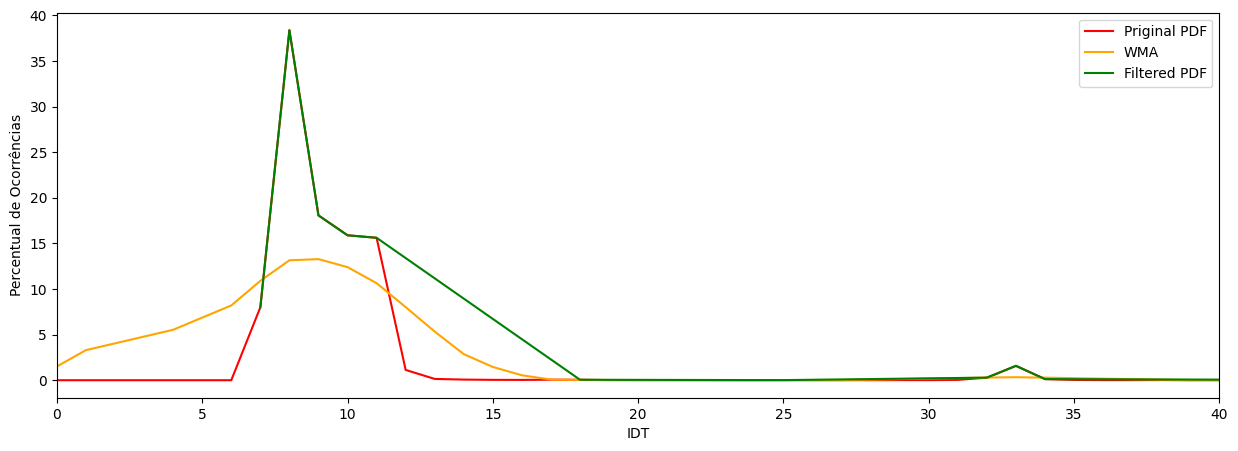 40
35
30
25
20
15
10
5
0
Percentual de Ocorrências
Priginal PDF
WMA
Filtered PDF
0 5 10 15 20 25 30 35 40
IDT